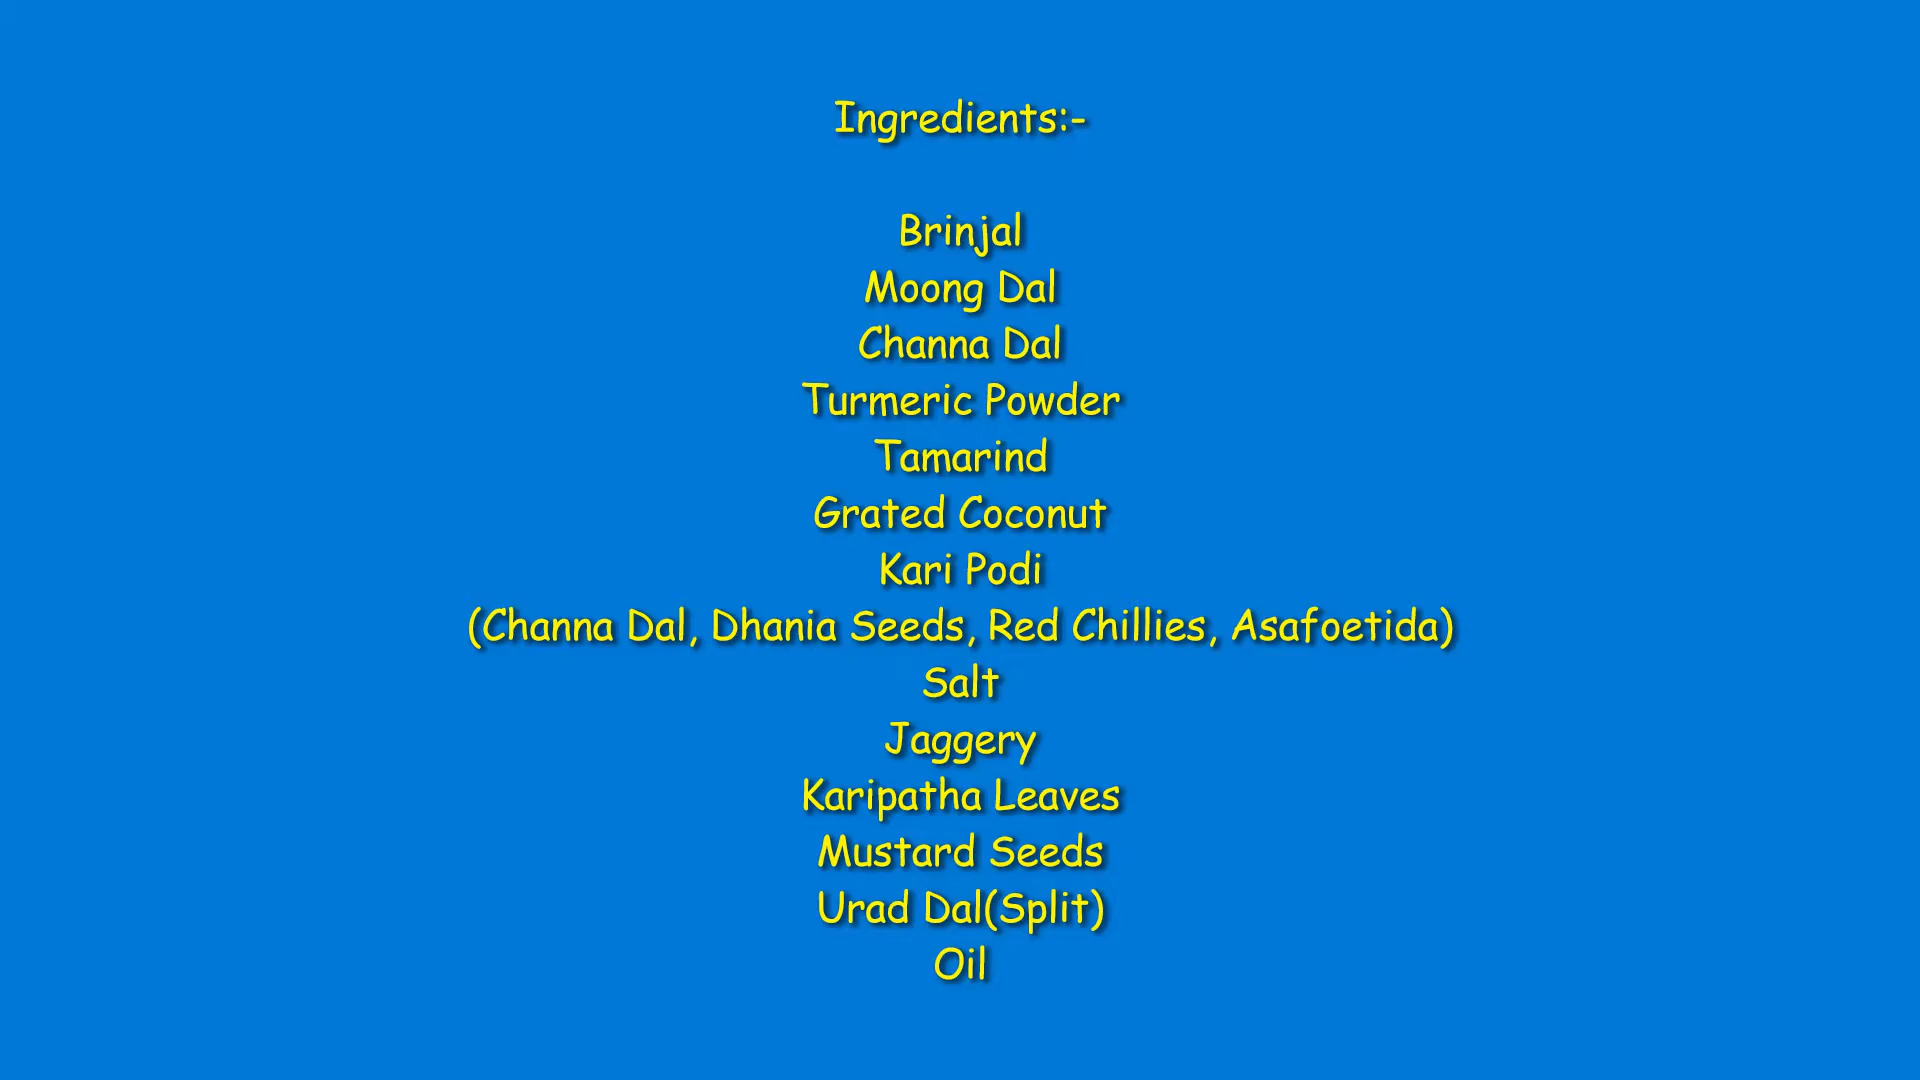 Ingredients:-
Brinjal
Moong Dal
Channa Dal
Turmeric Powder
Tamarind
Grated Coconut
Kari Podi
(Channa Dal, Dhania Seeds, Red Chillies, Asafoetida)
Salt
Jaggery
Karipatha Leaves
Mustard Seeds
Urad Dal(Split)
Oil